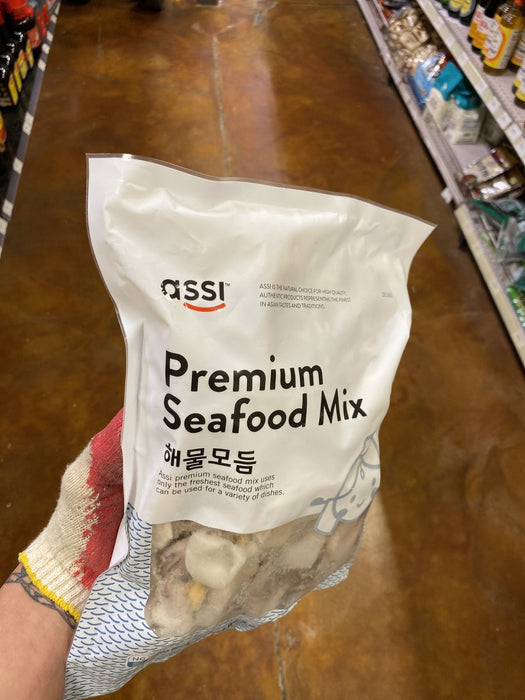 assi™
ASSI IS THE NATURAL CHOICE FOR HIGH QUALITY,
AUTHENTIC PRODUCTS REPRESENTING THE FINEST
IN ASIAN TASTES AND TRADITIONS.
Premium
Seafood Mix
해물모듬
Assi premium seafood mix uses
only the freshest seafood which
can be used for a variety of dishes.